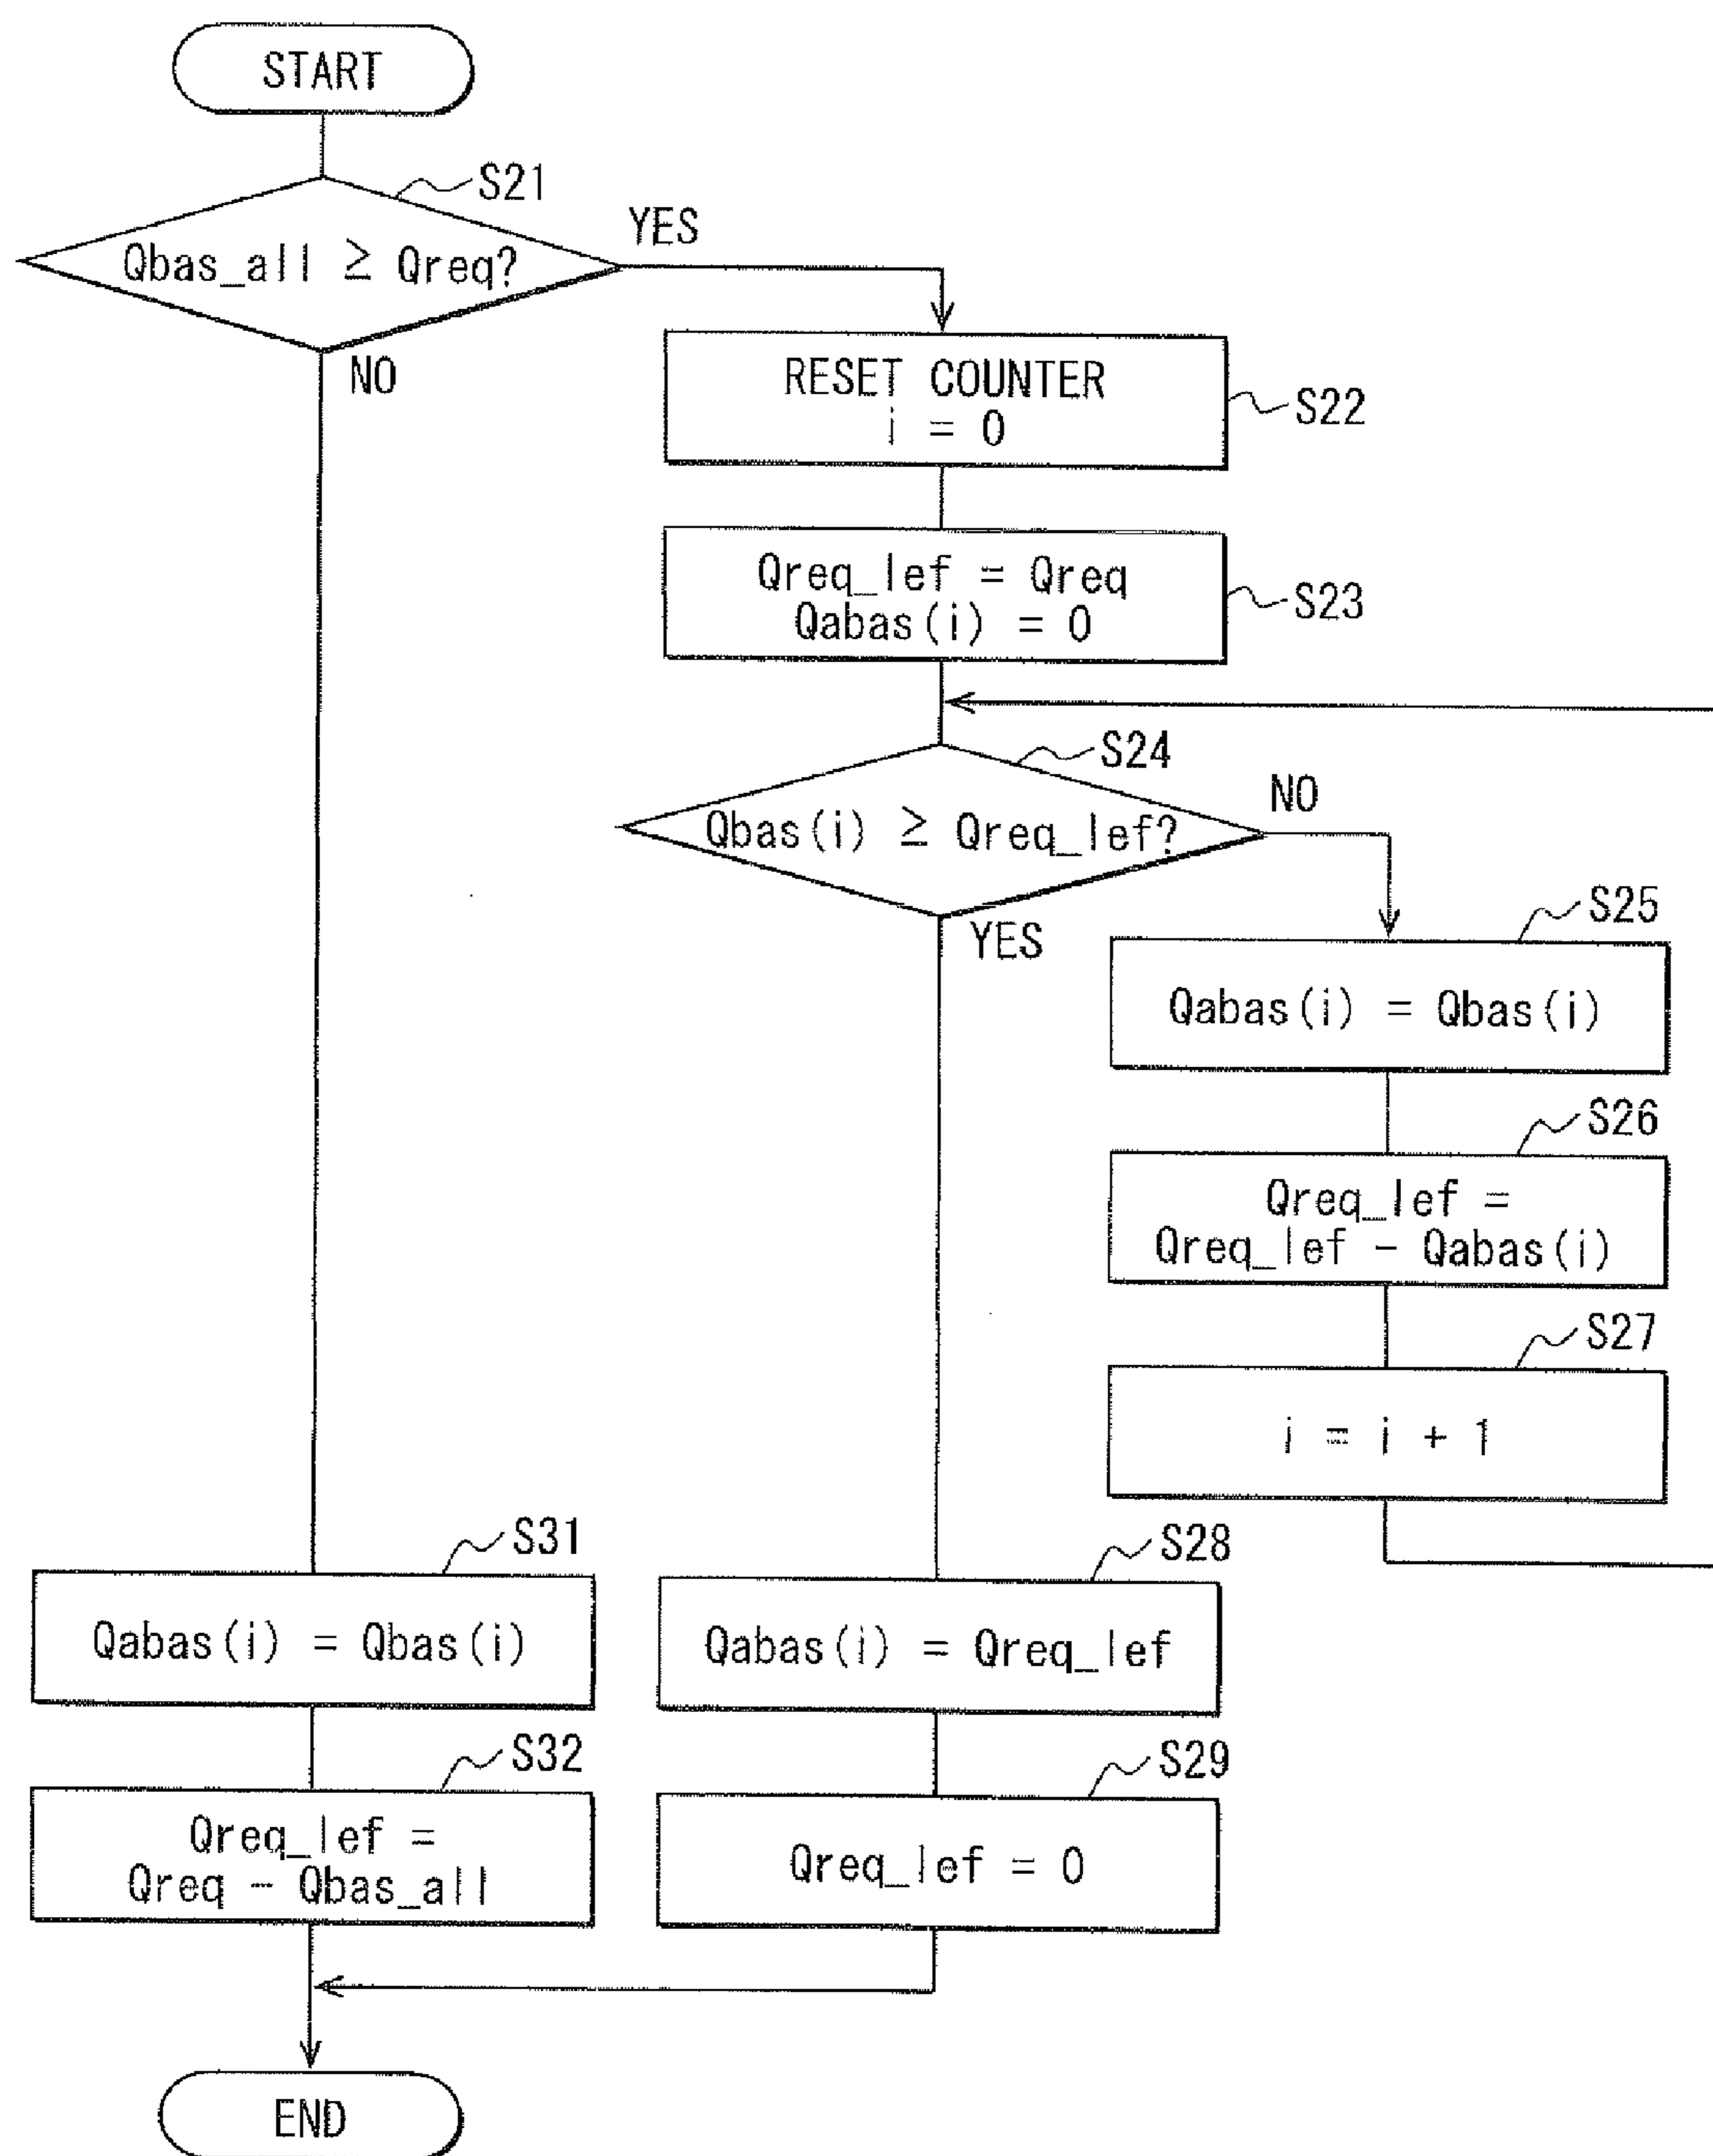 START
S21
Qbas_all ≥ Qreq?
YES
NO
RESET COUNTER
i = 0
S22
Qreq_lef = Qreq
Qabas(i) = 0
S23
S24
Qbas(i) ≥ Qreq_lef?
NO
YES
S25
Qabas(i) = Qbas(i)
S26
Qreq_lef =
Qreq_lef - Qabas(i)
S27
i = i + 1
S31
Qabas(i) = Qbas(i)
S28
Qabas(i) = Qreq_lef
S32
Qreq_lef =
Qreq - Qbas_all
S29
Qreq_lef = 0
END